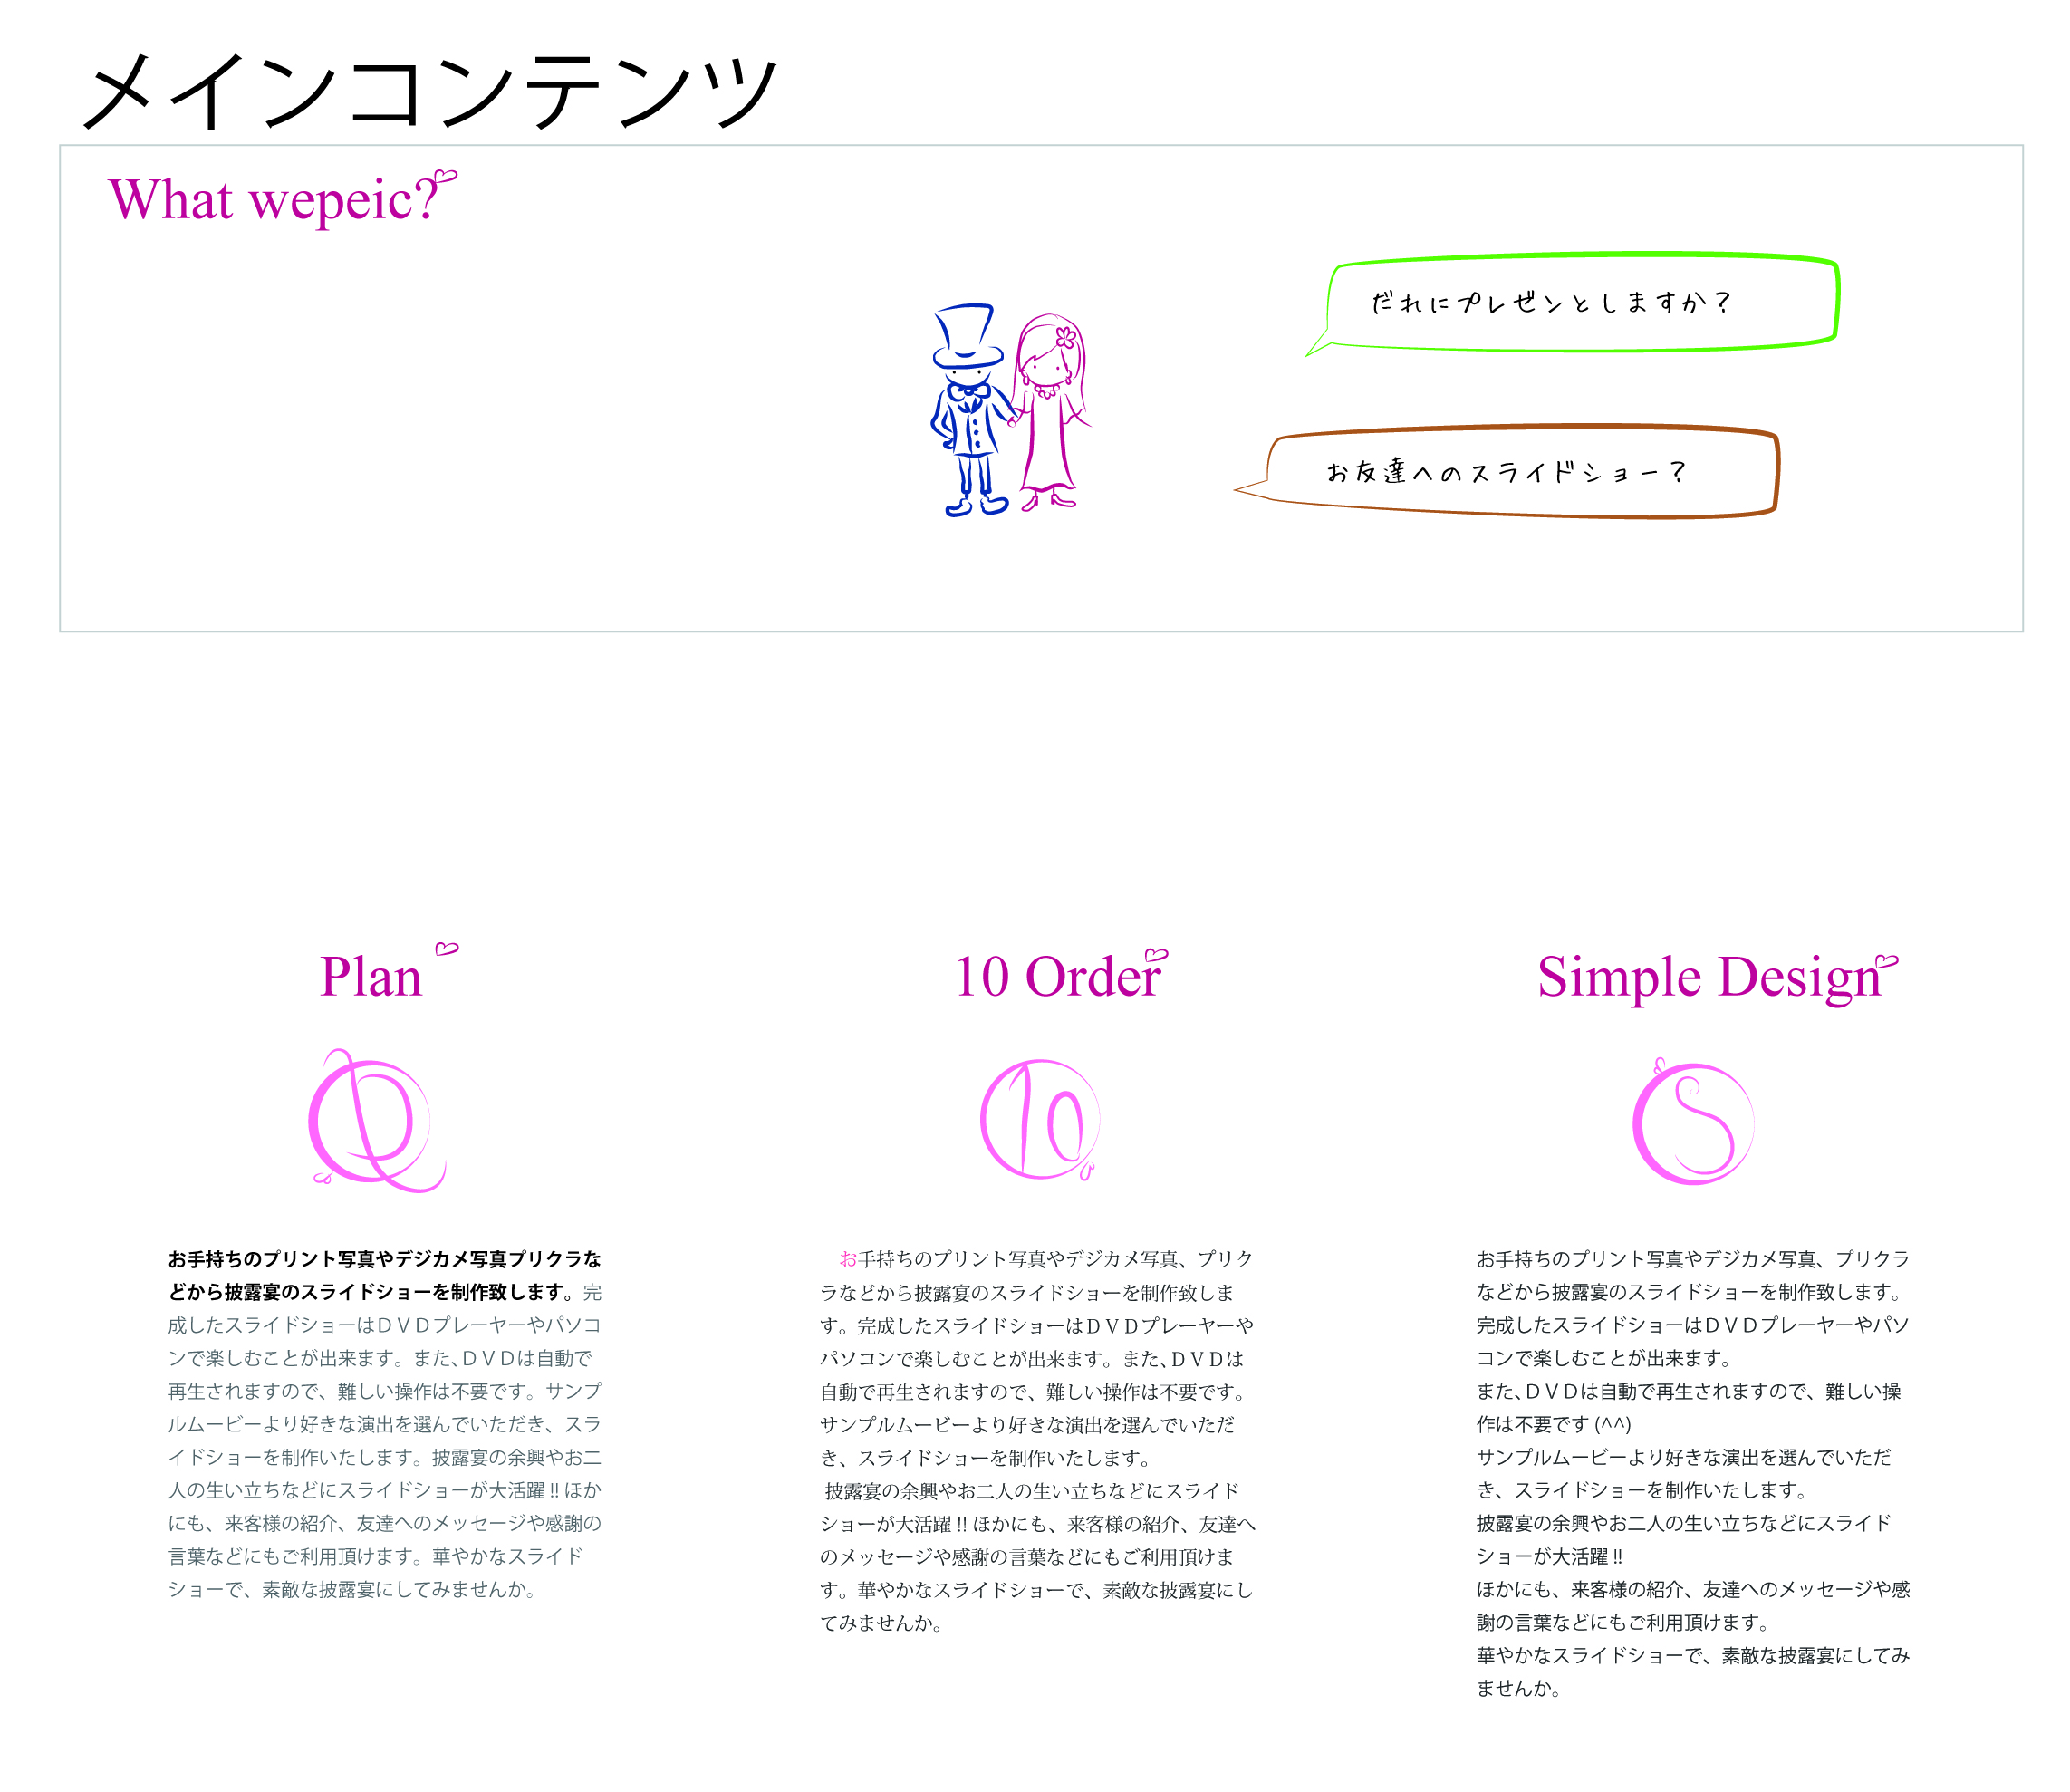 メインコンテンツ
What wepeic?
だれにプレゼンとしますか？
お友達へのスライドショー？
Plan
お手持ちのプリント写真やデジカメ写真プリクラな
どから披露宴のスライドショーを制作致します。完
成したスライドショーはＤＶＤプレーヤーやパソコ
ンで楽しむことが出来ます。また、ＤＶＤは自動で
再生されますので、難しい操作は不要です。サンプ
ルムービーより好きな演出を選んでいただき、スラ
イドショーを制作いたします。披露宴の余興やお二
人の生い立ちなどにスライドショーが大活躍 !! ほか
にも、来客様の紹介、友達へのメッセージや感謝の
言葉などにもご利用頂けます。華やかなスライド
ショーで、素敵な披露宴にしてみませんか。
10 Order
10
お手持ちのプリント写真やデジカメ写真、プリク
ラなどから披露宴のスライドショーを制作致しま
す。完成したスライドショーはＤＶＤプレーヤーや
パソコンで楽しむことが出来ます。また、ＤＶＤは
自動で再生されますので、難しい操作は不要です。
サンプルムービーより好きな演出を選んでいただ
き、スライドショーを制作いたします。
披露宴の余興やお二人の生い立ちなどにスライド
ショーが大活躍 !! ほかにも、来客様の紹介、友達へ
のメッセージや感謝の言葉などにもご利用頂けま
す。華やかなスライドショーで、素敵な披露宴にし
てみませんか。
Simple Design
S
お手持ちのプリント写真やデジカメ写真、プリクラ
などから披露宴のスライドショーを制作致します。
完成したスライドショーはＤＶＤプレーヤーやパソ
コンで楽しむことが出来ます。
また、ＤＶＤは自動で再生されますので、難しい操
作は不要です (^^)
サンプルムービーより好きな演出を選んでいただ
き、スライドショーを制作いたします。
披露宴の余興やお二人の生い立ちなどにスライド
ショーが大活躍 !!
ほかにも、来客様の紹介、友達へのメッセージや感
謝の言葉などにもご利用頂けます。
華やかなスライドショーで、素敵な披露宴にしてみ
ませんか。